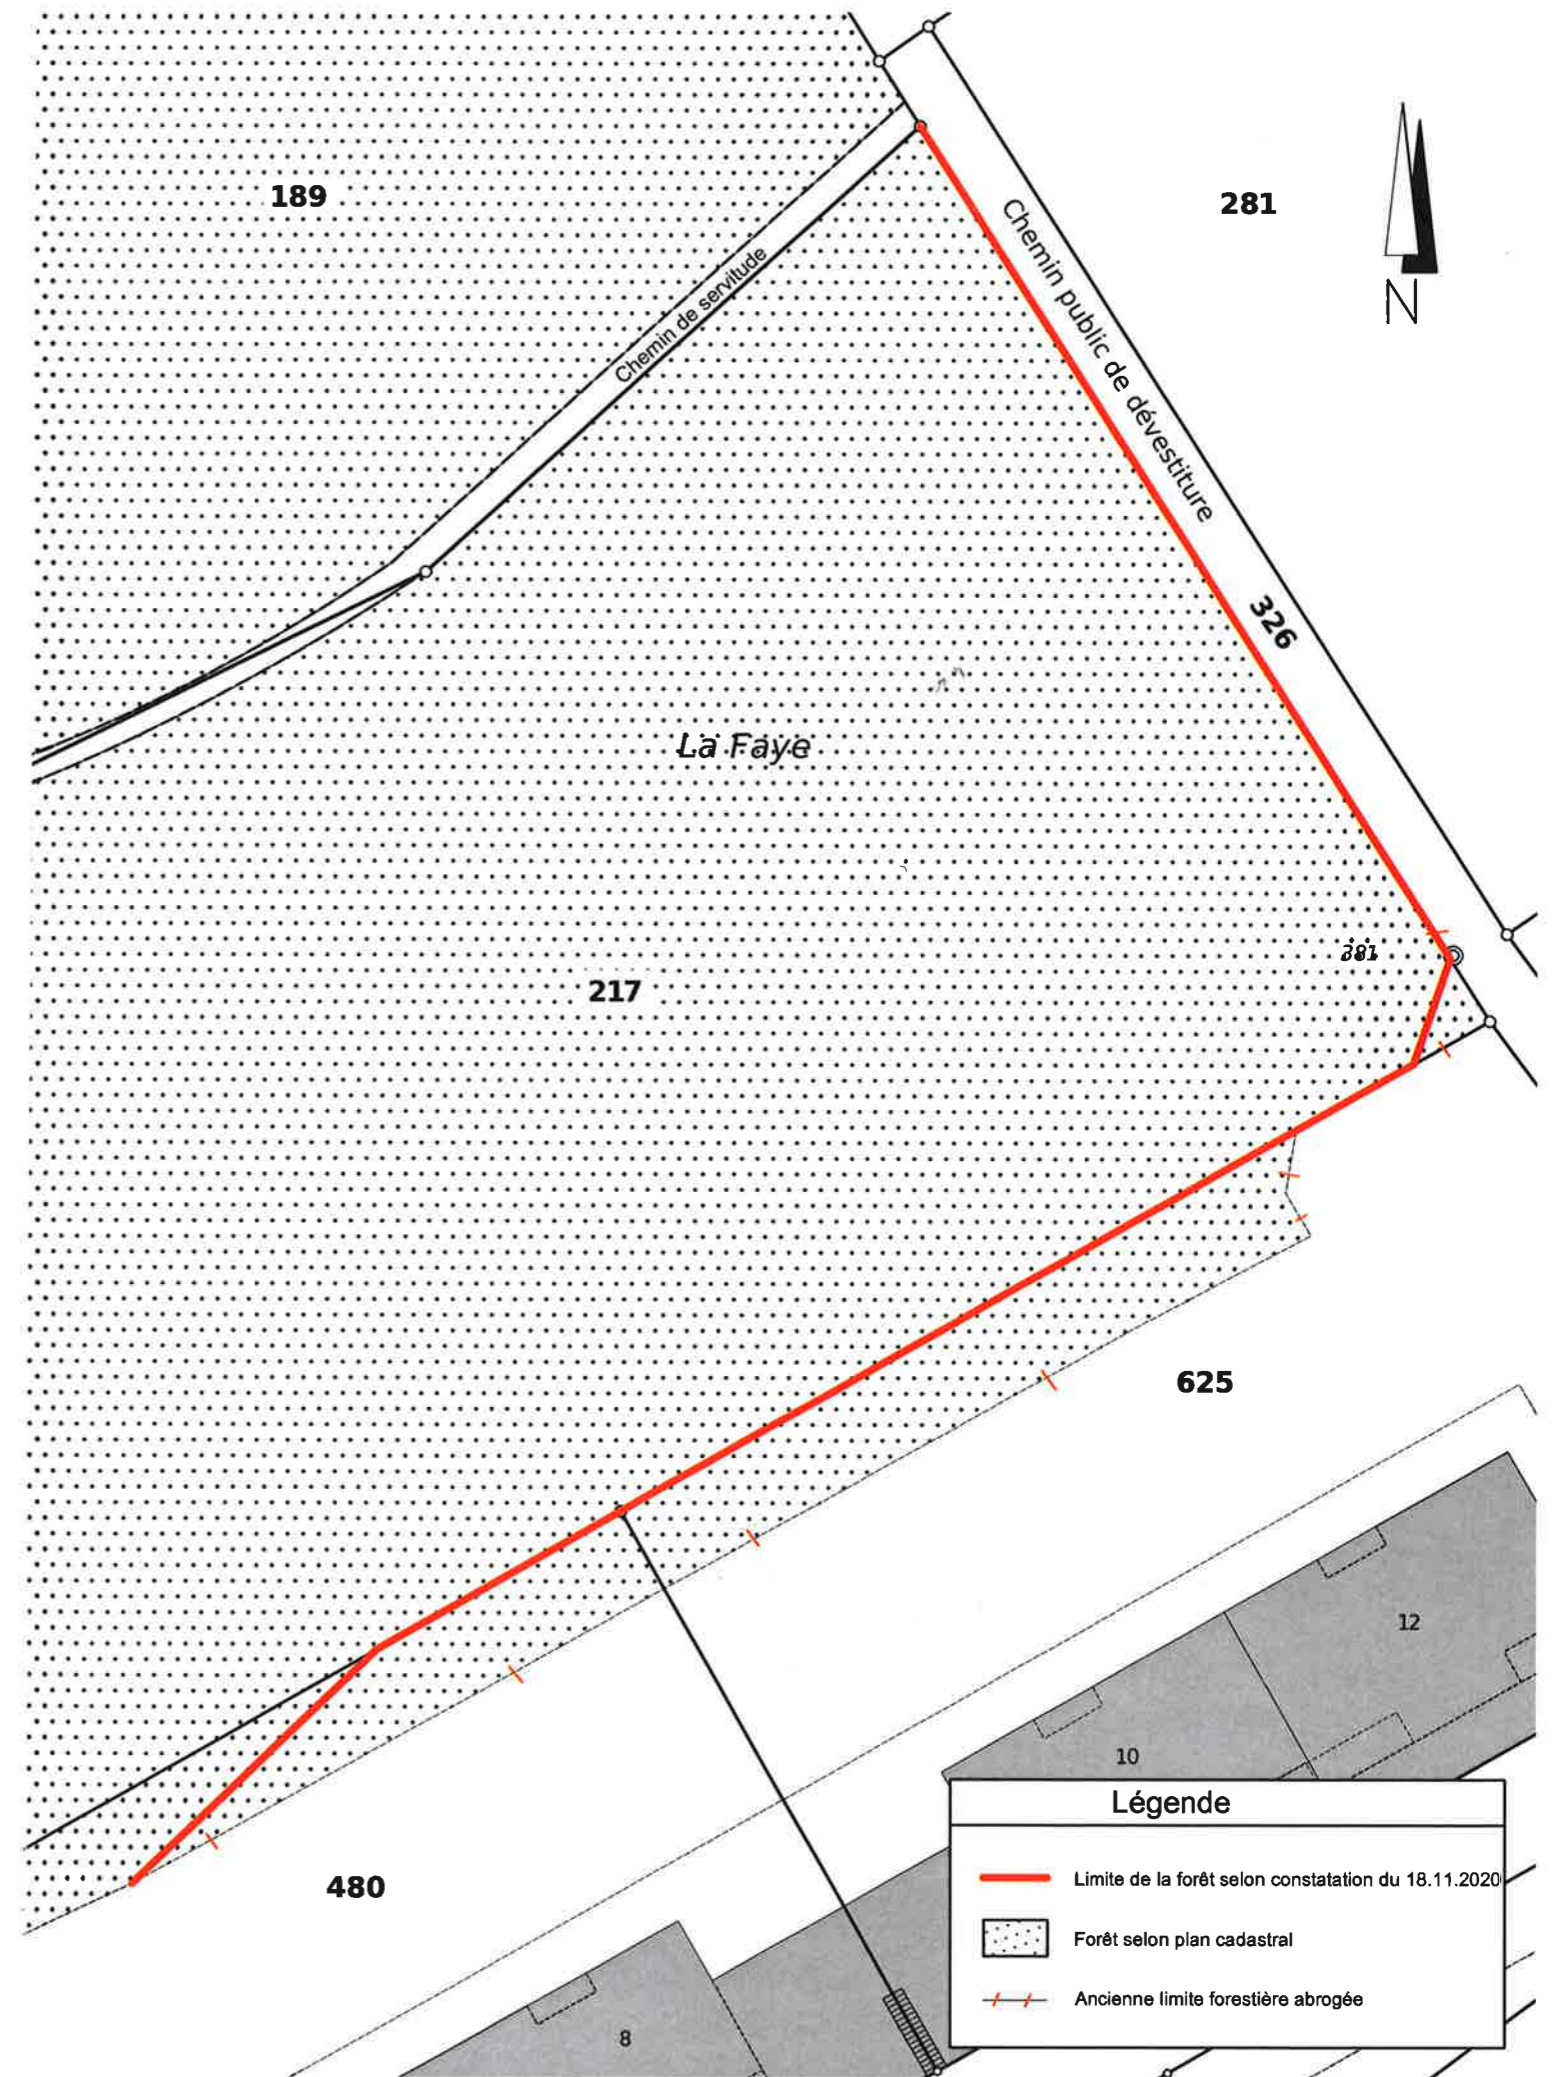 189
281
N
Chemin public de dévestiture
Chemin de servitude
326
La Faye
381
217
625
12
10
Légende
Limite de la forêt selon constatation du 18.11.2020
Forêt selon plan cadastral
Ancienne limite forestière abrogée
480
8